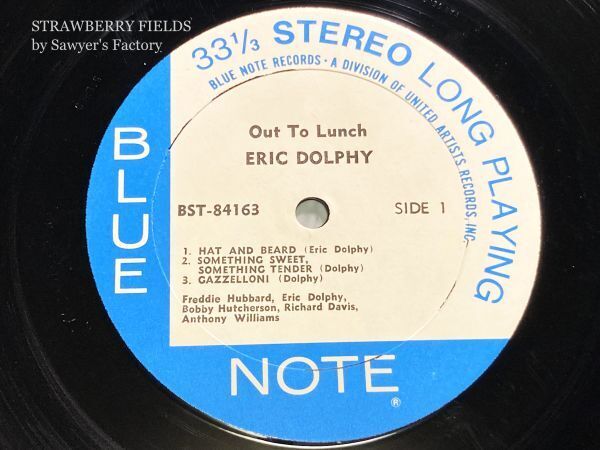 STRAWBERRY FIELDS
by Sawyer's Factory
33⅓ STEREO LONG PLAYING
BLUE NOTE RECORDS · A DIVISION OF UNITED ARTISTS RECORDS, INC.
Out To Lunch
ERIC DOLPHY
BST-84163 SIDE 1
1. HAT AND BEARD (Eric Dolphy)
2. SOMETHING SWEET,
SOMETHING TENDER (Dolphy)
3. GAZZELLONI (Dolphy)
Freddie Hubbard, Eric Dolphy,
Bobby Hutcherson, Richard Davis,
Anthony Williams
BLUE
NOTE
®